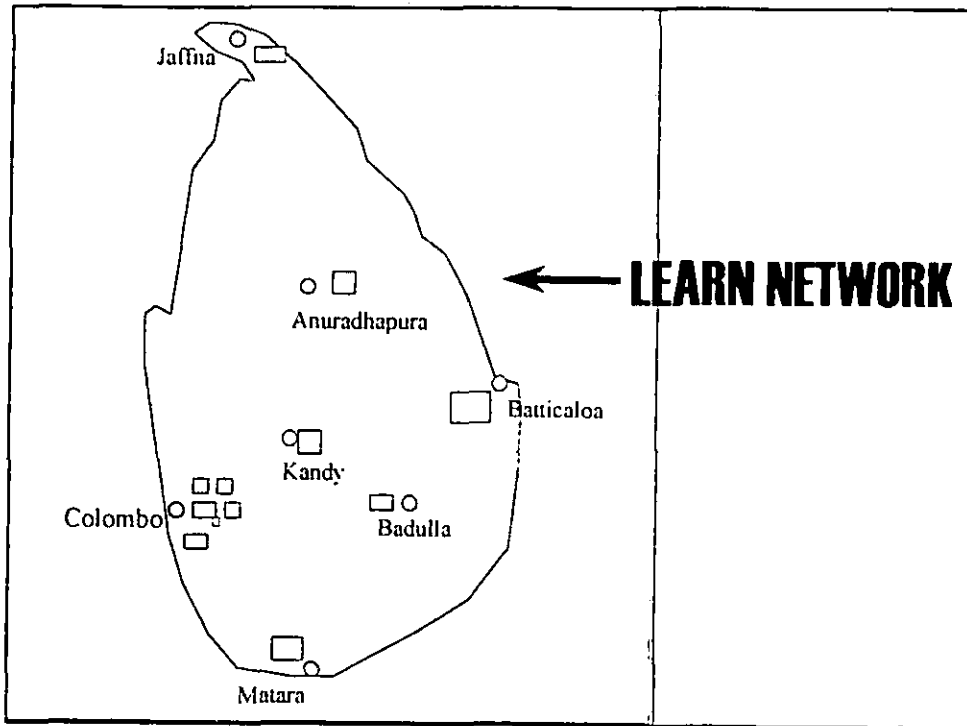 Jaffna
LEARN NETWORK
Anuradhapura
Batticaloa
Kandy
Colombo
Badulla
Matara